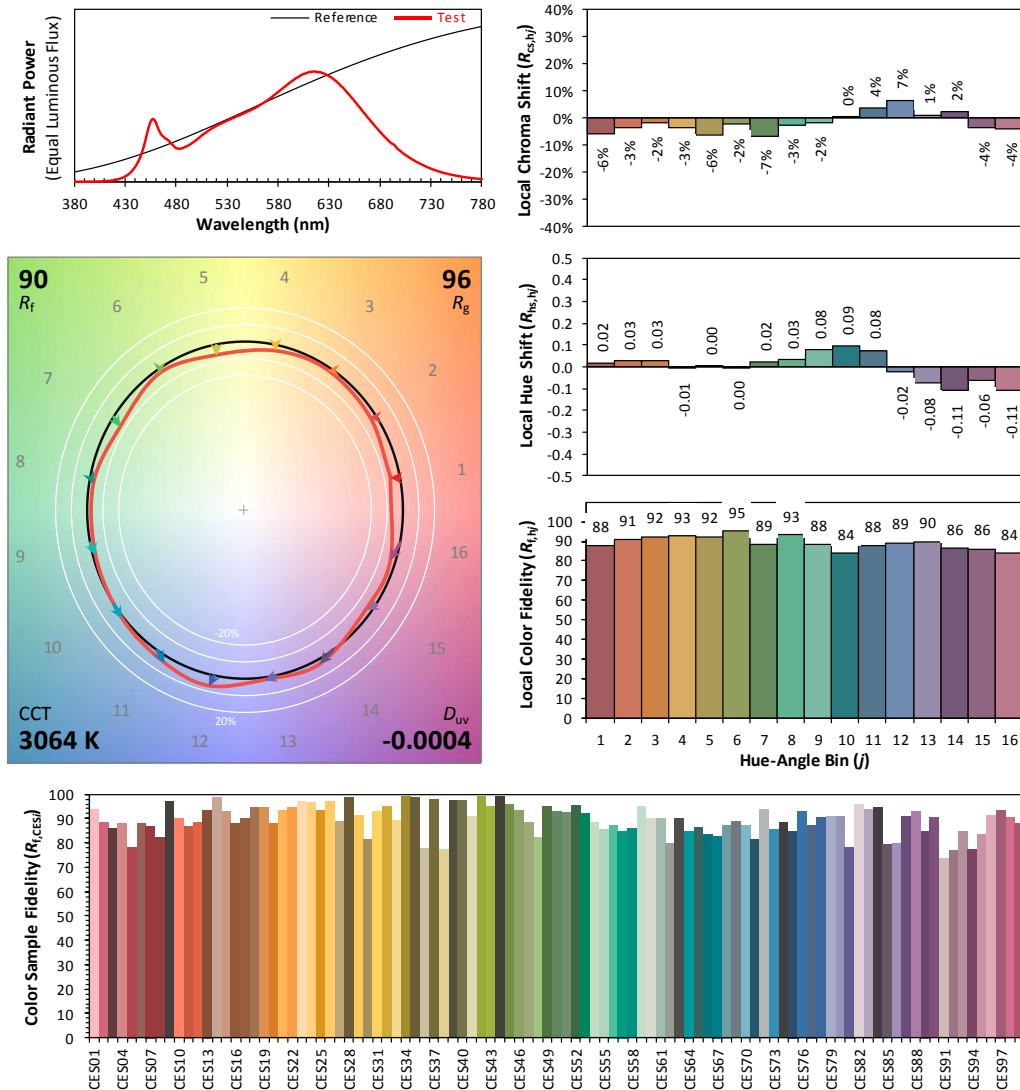 Reference
Test
Radiant Power
(Equal Luminous Flux)
380 430 480 530 580 630 680 730 780
Wavelength (nm)
Local Chroma Shift (Rcs,hj)
40%
30%
20%
10%
0%
-10%
-20%
-30%
-40%
-6% -3% -2% -3% -6% -2% -7% -3% -2% 0% 4% 7% 1% 2% -4% -4%
90
Rf
96
Rg
5 4
6 3
7 2
8 1
9 16
10 15
11 14
12 13
-20%
20%
CCT
3064 K
Duv
-0.0004
Local Hue Shift (Rhs,hj)
0.5
0.4
0.3
0.2
0.1
0.0
-0.1
-0.2
-0.3
-0.4
-0.5
0.02 0.03 0.03 -0.01 0.00 0.00 0.02 0.03 0.08 0.09 0.08 -0.02 -0.08 -0.11 -0.06 -0.11
Local Color Fidelity (Rf,hj)
100
90
80
70
60
50
40
30
20
10
0
88 91 92 93 92 95 89 93 88 84 88 89 90 86 86 84
1 2 3 4 5 6 7 8 9 10 11 12 13 14 15 16
Hue-Angle Bin (j)
Color Sample Fidelity (Rf,CESi)
100
90
80
70
60
50
40
30
20
10
0
CES01 CES04 CES07 CES10 CES13 CES16 CES19 CES22 CES25 CES28 CES31 CES34 CES37 CES40 CES43 CES46 CES49 CES52 CES55 CES58 CES61 CES64 CES67 CES70 CES73 CES76 CES79 CES82 CES85 CES88 CES91 CES94 CES97